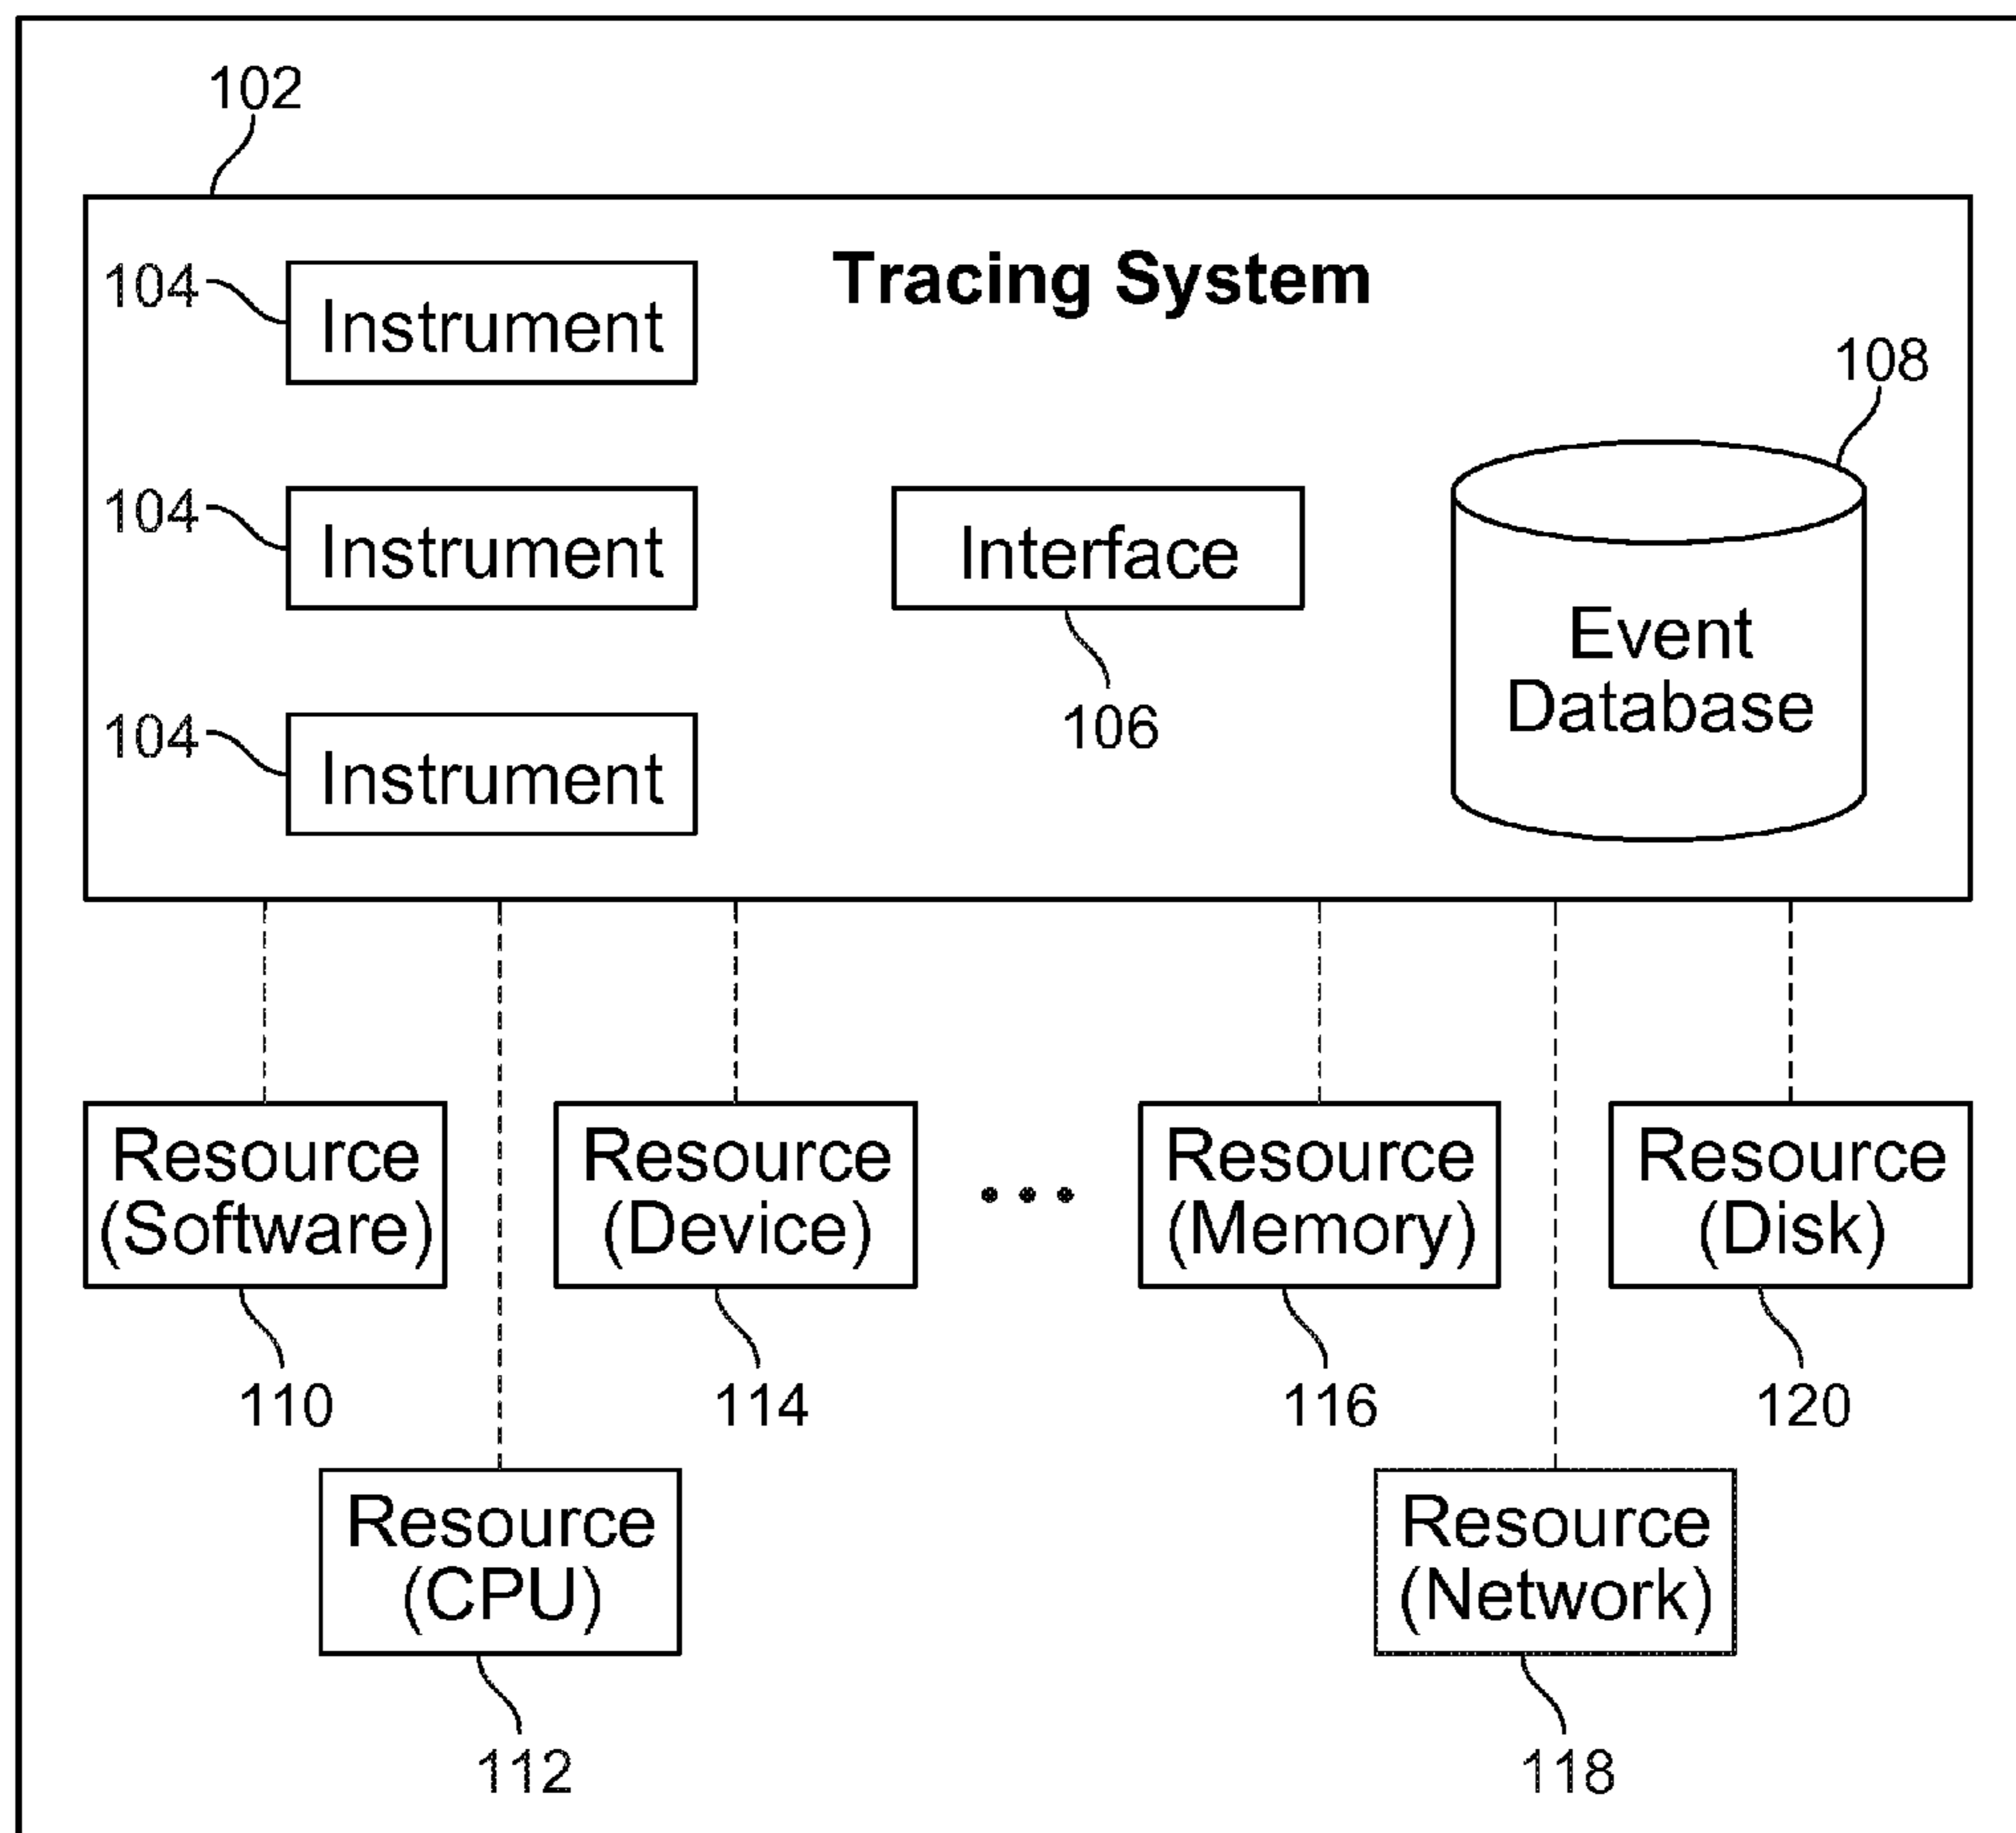 102
Tracing System
104
Instrument
108
104
Instrument
Interface
Event
Database
106
104
Instrument
Resource
(Software)
Resource
(Device)
Resource
(Memory)
Resource
(Disk)
110
114
116
120
Resource
(CPU)
Resource
(Network)
112
118